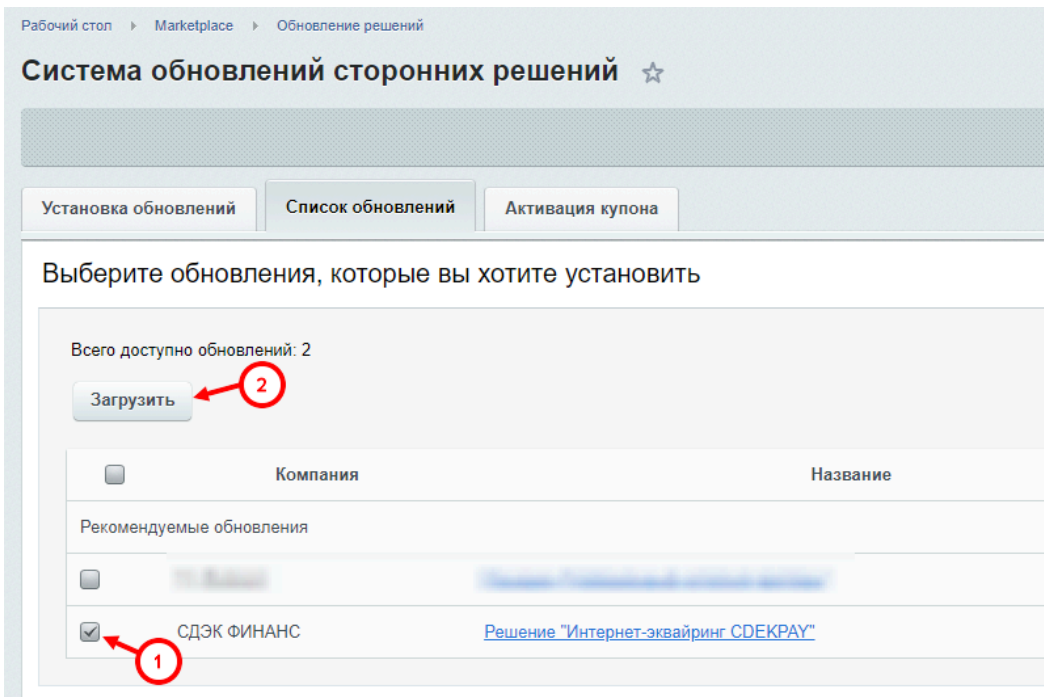 Рабочий стол Marketplace Обновление решений
Система обновлений сторонних решений
Установка обновлений Список обновлений Активация купона
Выберите обновления, которые вы хотите установить
Всего доступно обновлений: 2
2
Загрузить
Компания Название
Рекомендуемые обновления
СДЭК ФИНАНС Решение "Интернет-эквайринг CDEKPAY"
1